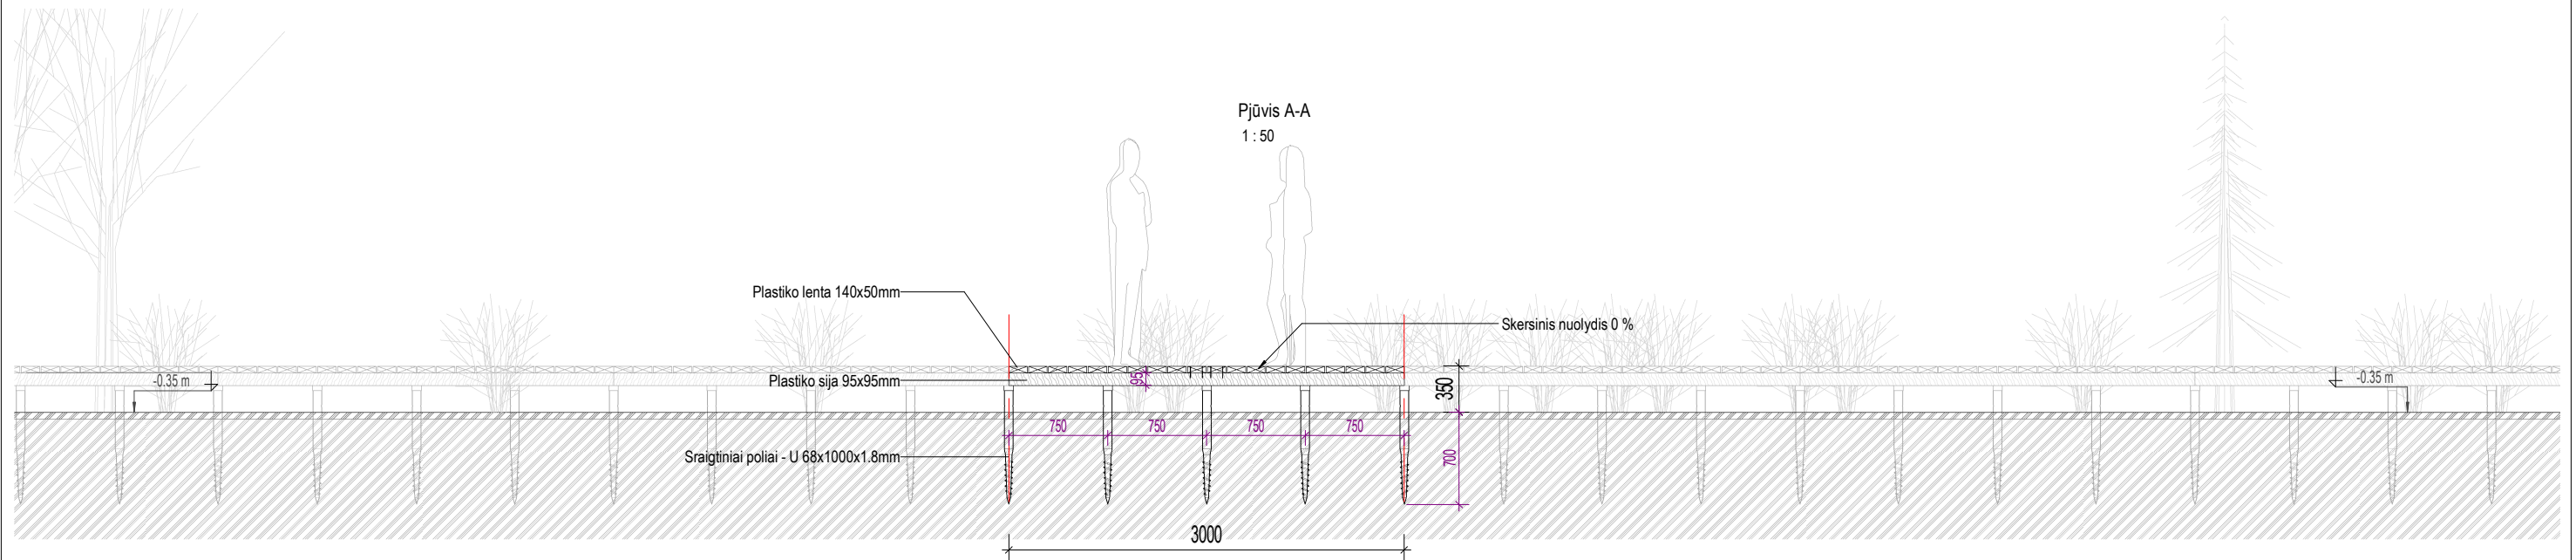 Pjūvis A-A
1 : 50
Plastiko lenta 140x50mm
Skersinis nuolydis 0 %
-0.35 m
Plastiko sija 95x95mm
95
350
-0.35 m
750
750
750
750
Sraigtiniai poliai - U 68x1000x1.8mm
700
3000